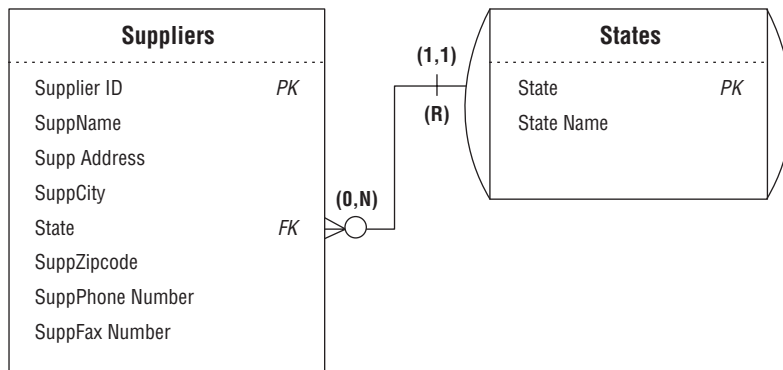 Suppliers
Supplier ID PK
SuppName
Supp Address
SuppCity
State FK
SuppZipcode
SuppPhone Number
SuppFax Number
(0,N)
(1,1)
(R)
States
State PK
State Name